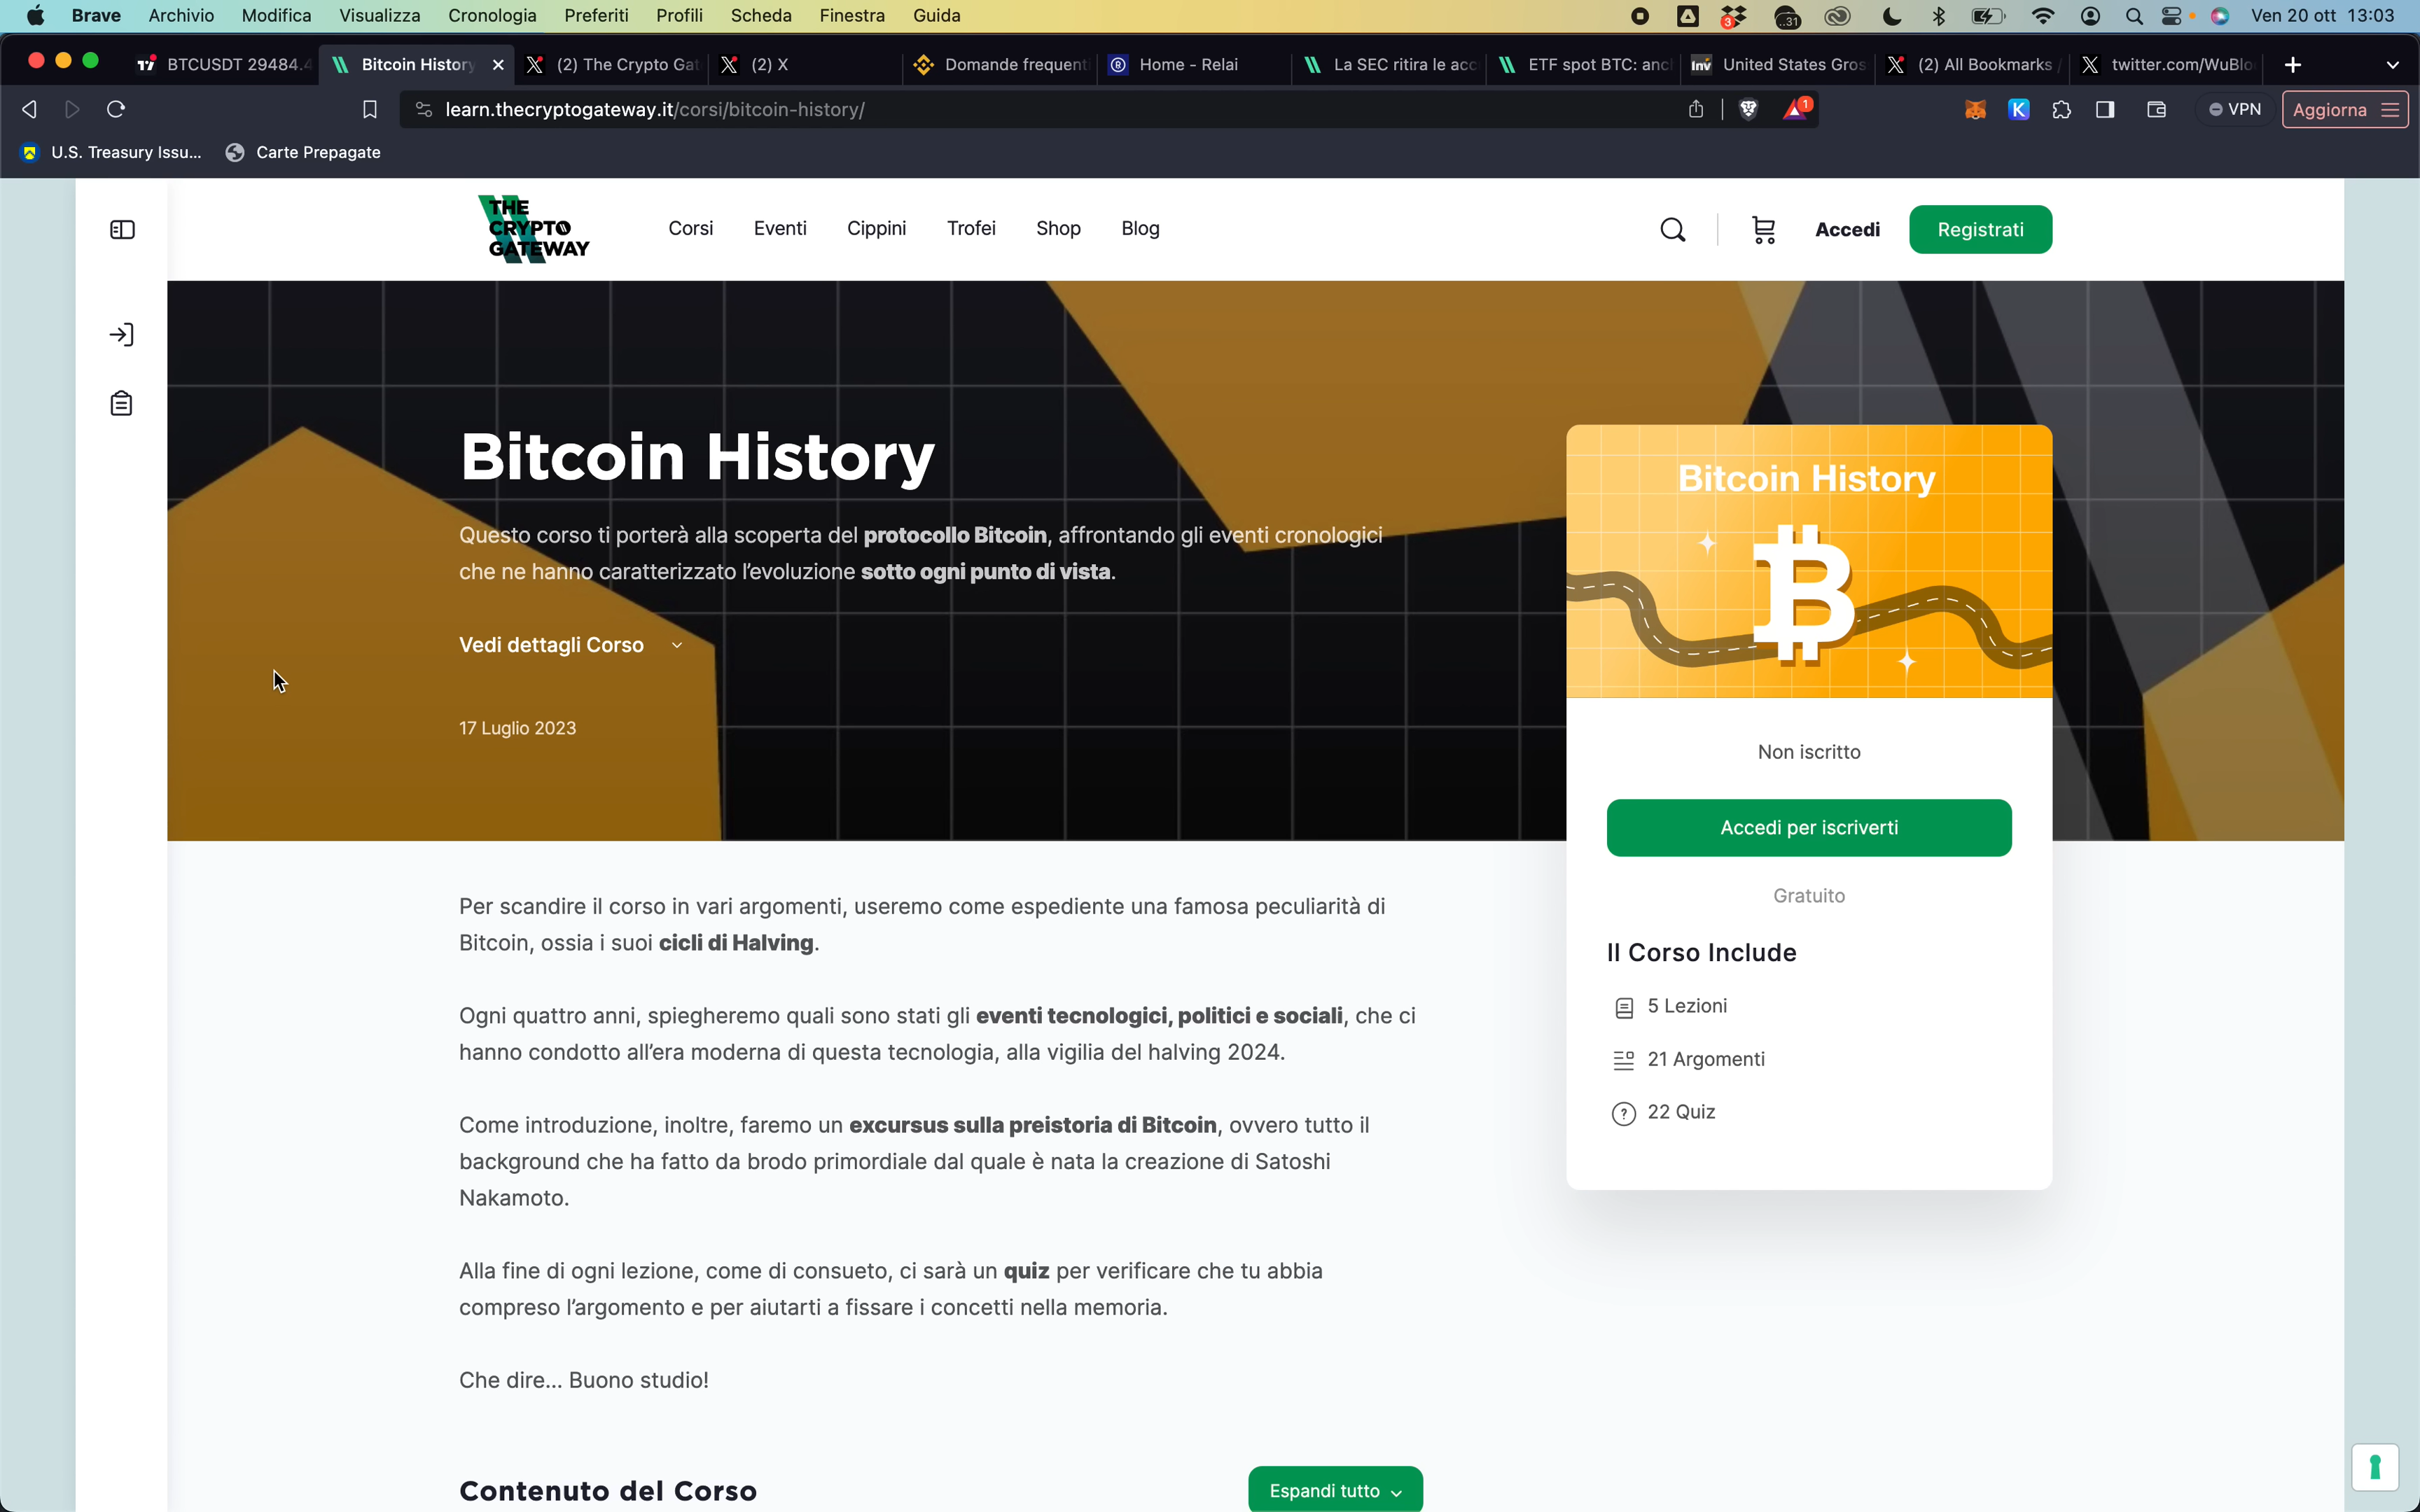 Brave Archivio Modifica Visualizza Cronologia Preferiti Profili Scheda Finestra Guida
3
..31
Ven 20 ott 13:03
BTCUSDT 29484.4
Bitcoin History
(2) The Crypto Gat
(2) X
Domande frequenti
Home - Relai
La SEC ritira le acc
ETF spot BTC: anc
Inv United States Gros
(2) All Bookmarks /
twitter.com/WuBlo
learn.thecryptogateway.it/corsi/bitcoin-history/
1
K
VPN
Aggiorna
U.S. Treasury Issu...
Carte Prepagate
THE
CRYPTO
GATEWAY
Corsi Eventi Cippini Trofei Shop Blog
Accedi
Registrati
Bitcoin History
Questo corso ti porterà alla scoperta del protocollo Bitcoin, affrontando gli eventi cronologici
che ne hanno caratterizzato l’evoluzione sotto ogni punto di vista.
Vedi dettagli Corso
17 Luglio 2023
Bitcoin History
Non iscritto
Accedi per iscriverti
Gratuito
Il Corso Include
5 Lezioni
21 Argomenti
22 Quiz
Per scandire il corso in vari argomenti, useremo come espediente una famosa peculiarità di
Bitcoin, ossia i suoi cicli di Halving.
Ogni quattro anni, spiegheremo quali sono stati gli eventi tecnologici, politici e sociali, che ci
hanno condotto all’era moderna di questa tecnologia, alla vigilia del halving 2024.
Come introduzione, inoltre, faremo un excursus sulla preistoria di Bitcoin, ovvero tutto il
background che ha fatto da brodo primordiale dal quale è nata la creazione di Satoshi
Nakamoto.
Alla fine di ogni lezione, come di consueto, ci sarà un quiz per verificare che tu abbia
compreso l’argomento e per aiutarti a fissare i concetti nella memoria.
Che dire… Buono studio!
Contenuto del Corso
Espandi tutto